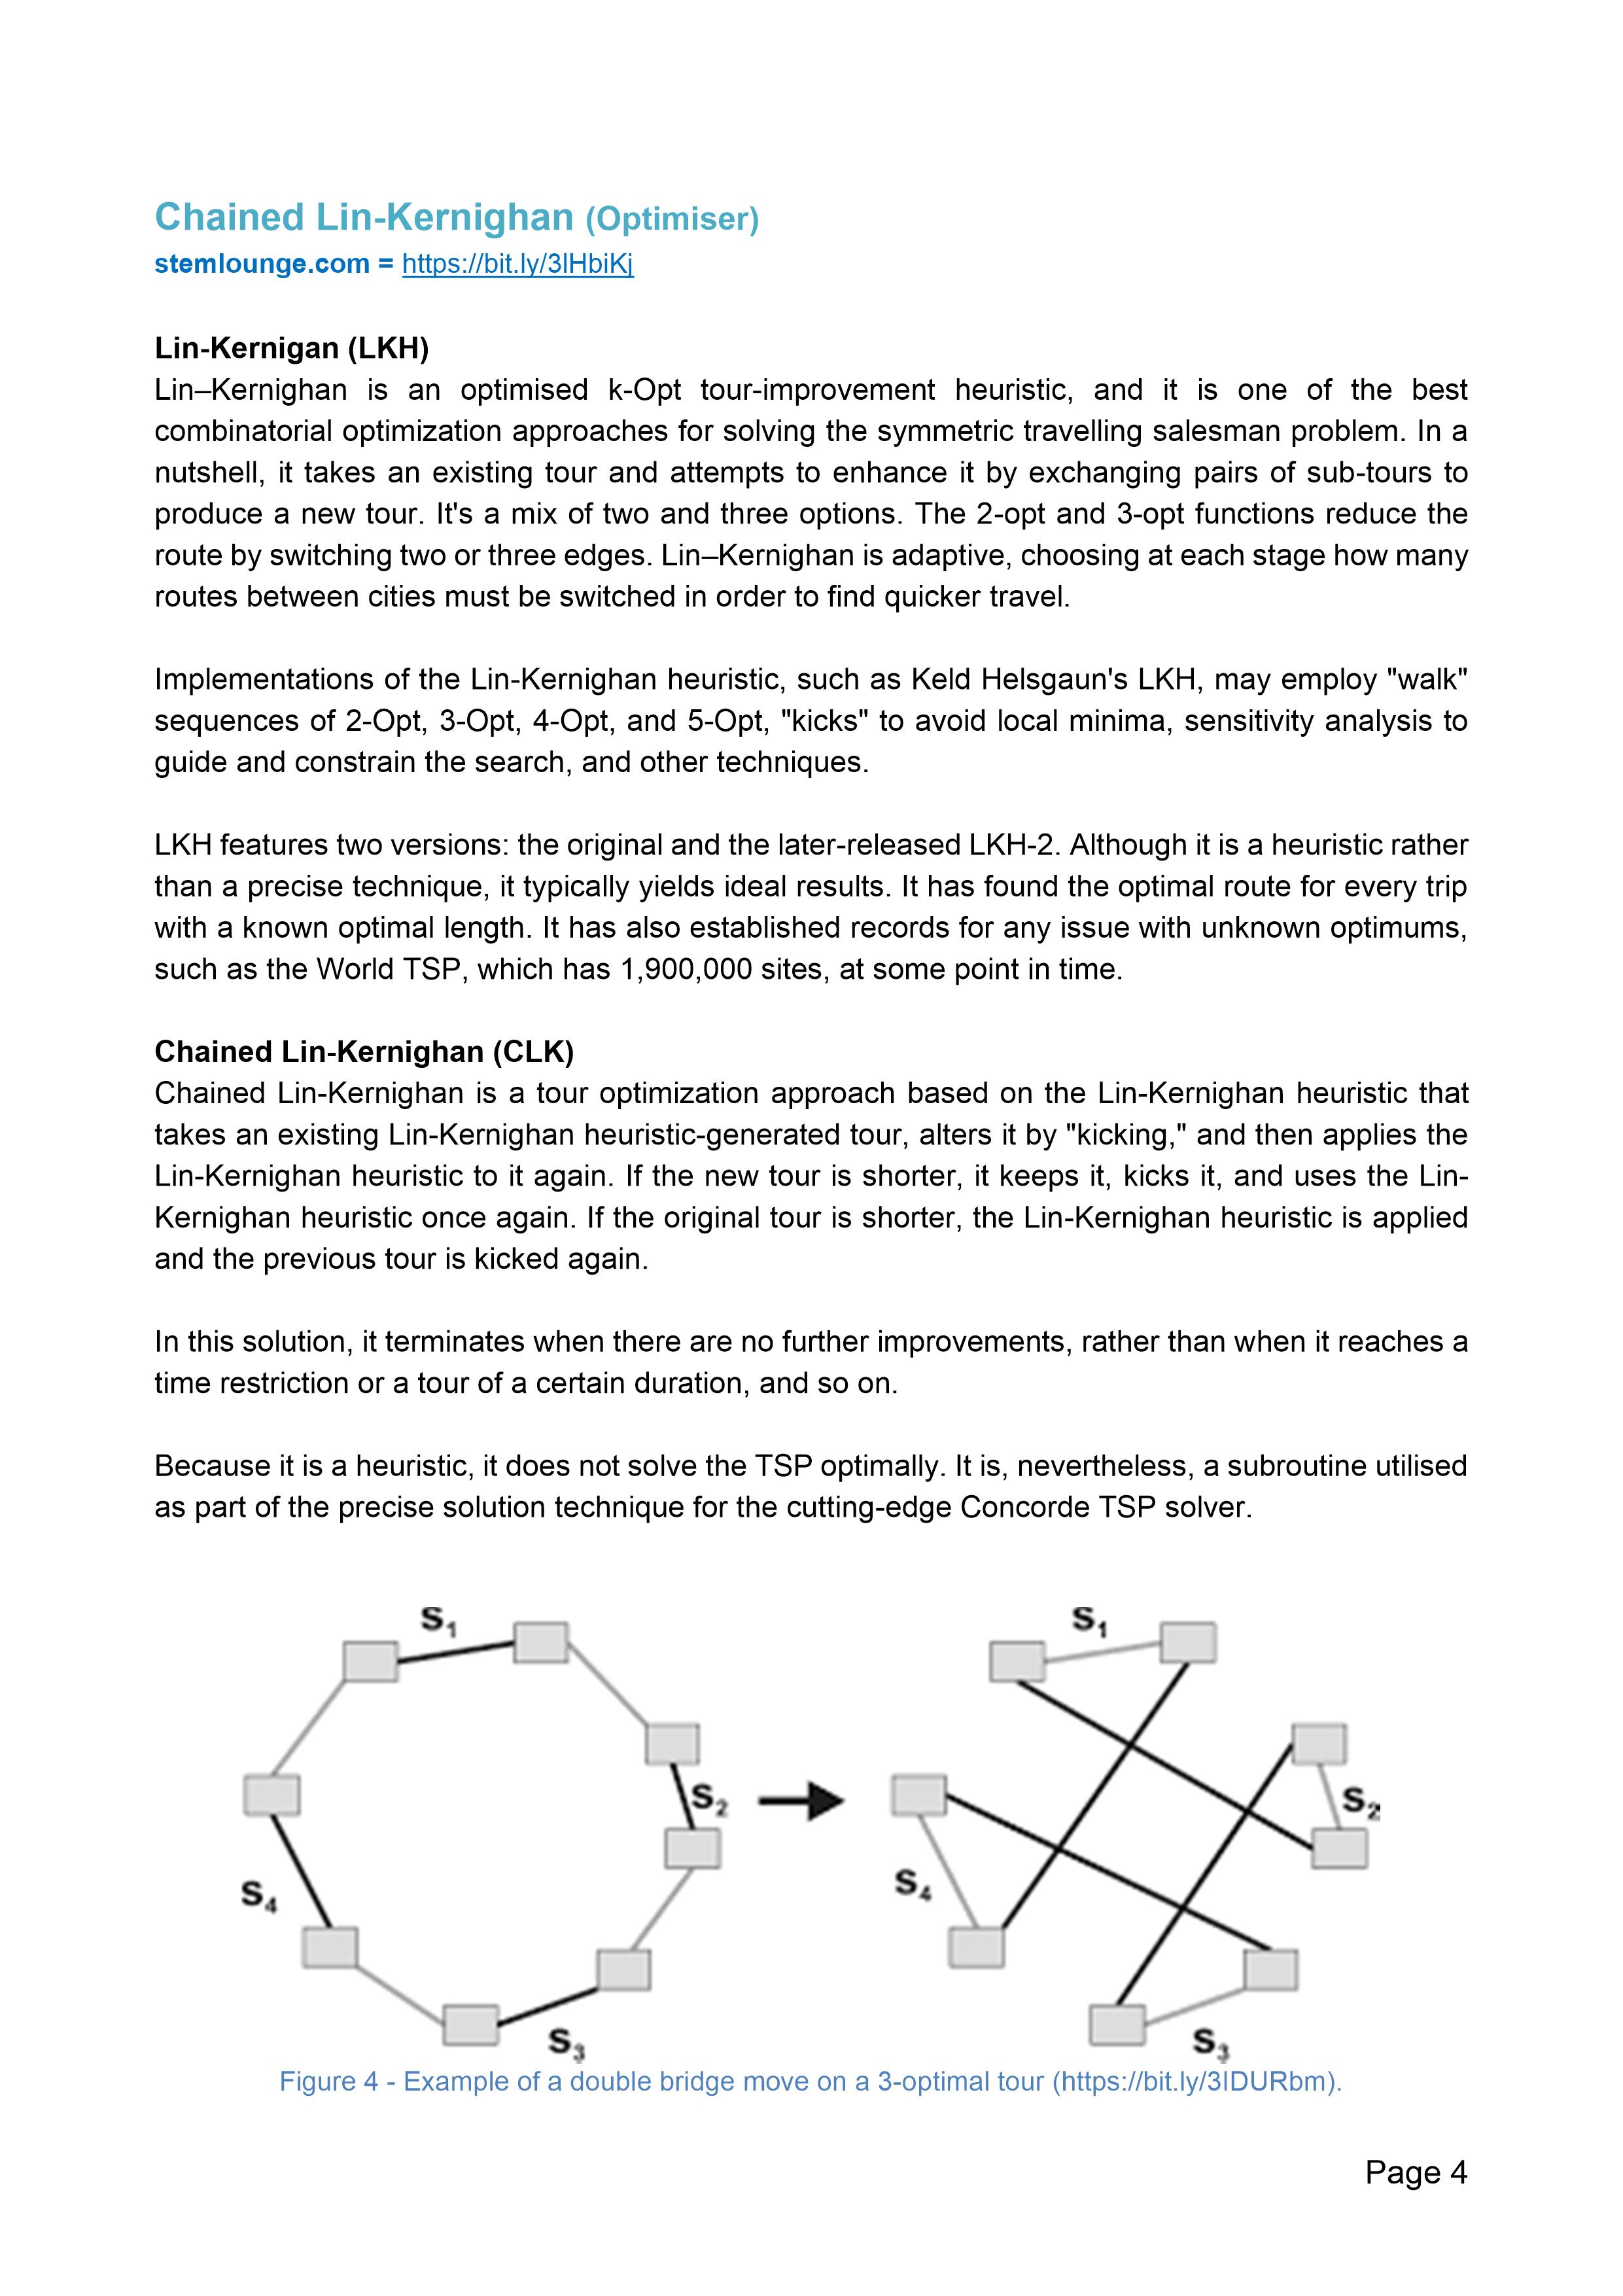 Chained Lin-Kernighan (Optimiser)
stemlounge.com = https://bit.ly/3lHbiKj
Lin-Kernigan (LKH)
Lin–Kernighan is an optimised k-Opt tour-improvement heuristic, and it is one of the best
combinatorial optimization approaches for solving the symmetric travelling salesman problem. In a
nutshell, it takes an existing tour and attempts to enhance it by exchanging pairs of sub-tours to
produce a new tour. It's a mix of two and three options. The 2-opt and 3-opt functions reduce the
route by switching two or three edges. Lin–Kernighan is adaptive, choosing at each stage how many
routes between cities must be switched in order to find quicker travel.
Implementations of the Lin-Kernighan heuristic, such as Keld Helsgaun's LKH, may employ "walk"
sequences of 2-Opt, 3-Opt, 4-Opt, and 5-Opt, "kicks" to avoid local minima, sensitivity analysis to
guide and constrain the search, and other techniques.
LKH features two versions: the original and the later-released LKH-2. Although it is a heuristic rather
than a precise technique, it typically yields ideal results. It has found the optimal route for every trip
with a known optimal length. It has also established records for any issue with unknown optimums,
such as the World TSP, which has 1,900,000 sites, at some point in time.
Chained Lin-Kernighan (CLK)
Chained Lin-Kernighan is a tour optimization approach based on the Lin-Kernighan heuristic that
takes an existing Lin-Kernighan heuristic-generated tour, alters it by "kicking," and then applies the
Lin-Kernighan heuristic to it again. If the new tour is shorter, it keeps it, kicks it, and uses the Lin-
Kernighan heuristic once again. If the original tour is shorter, the Lin-Kernighan heuristic is applied
and the previous tour is kicked again.
In this solution, it terminates when there are no further improvements, rather than when it reaches a
time restriction or a tour of a certain duration, and so on.
Because it is a heuristic, it does not solve the TSP optimally. It is, nevertheless, a subroutine utilised
as part of the precise solution technique for the cutting-edge Concorde TSP solver.
S1
S2
S4
S3
S1
S2
S4
S3
Figure 4 - Example of a double bridge move on a 3-optimal tour (https://bit.ly/3IDURbm).
Page 4